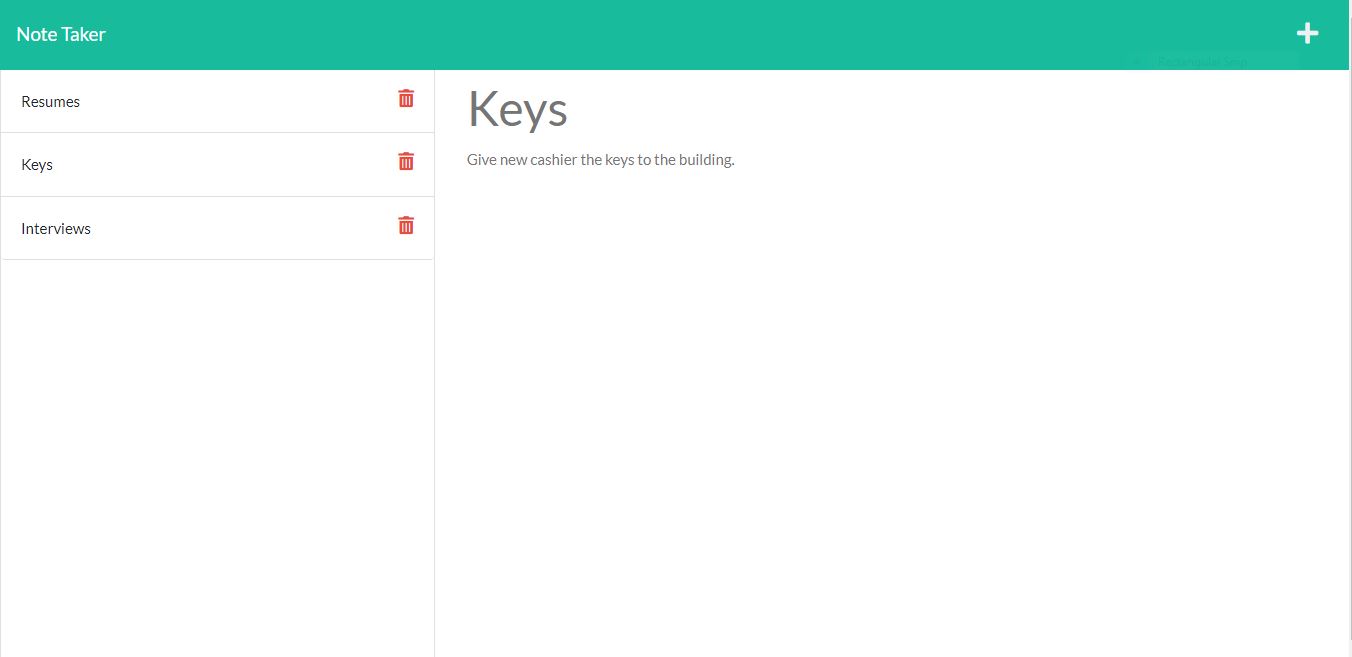 Note Taker
Rectangular Snip
Resumes
Keys
Interviews
Keys
Give new cashier the keys to the building.